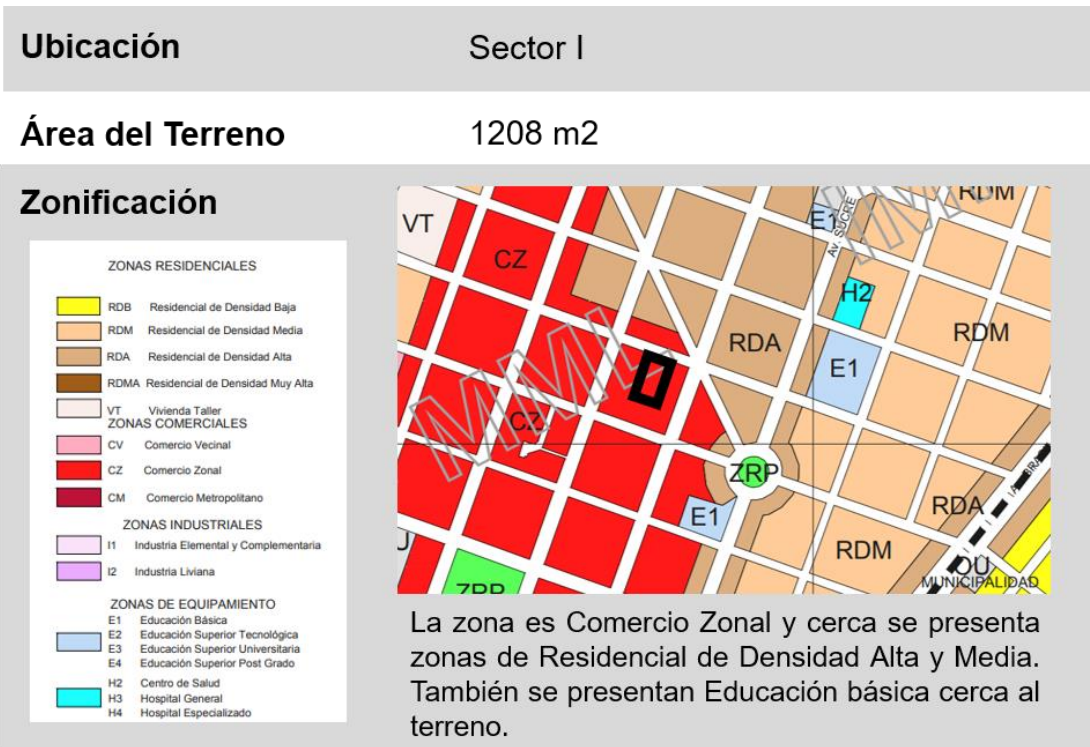 Ubicación
Sector I
Área del Terreno
1208 m2
Zonificación
ZONAS RESIDENCIALES
RDB Residencial de Densidad Baja
RDM Residencial de Densidad Media
RDA Residencial de Densidad Alta
RDMA Residencial de Densidad Muy Alta
VT Vivienda Taller
ZONAS COMERCIALES
CV Comercio Vecinal
CZ Comercio Zonal
CM Comercio Metropolitano
ZONAS INDUSTRIALES
I1 Industria Elemental y Complementaria
I2 Industria Liviana
ZONAS DE EQUIPAMIENTO
E1 Educación Básica
E2 Educación Superior Tecnológica
E3 Educación Superior Universitaria
E4 Educación Superior Post Grado
H2 Centro de Salud
H3 Hospital General
H4 Hospital Especializado
RDM
VT
E1
Av. SUCRE
CZ
H2
RDA
RDM
E1
MML
CZ
ZRP
E1
RDA
RDM
OU
MUNICIPALIDAD
ZRP
La zona es Comercio Zonal y cerca se presenta
zonas de Residencial de Densidad Alta y Media.
También se presentan Educación básica cerca al
terreno.